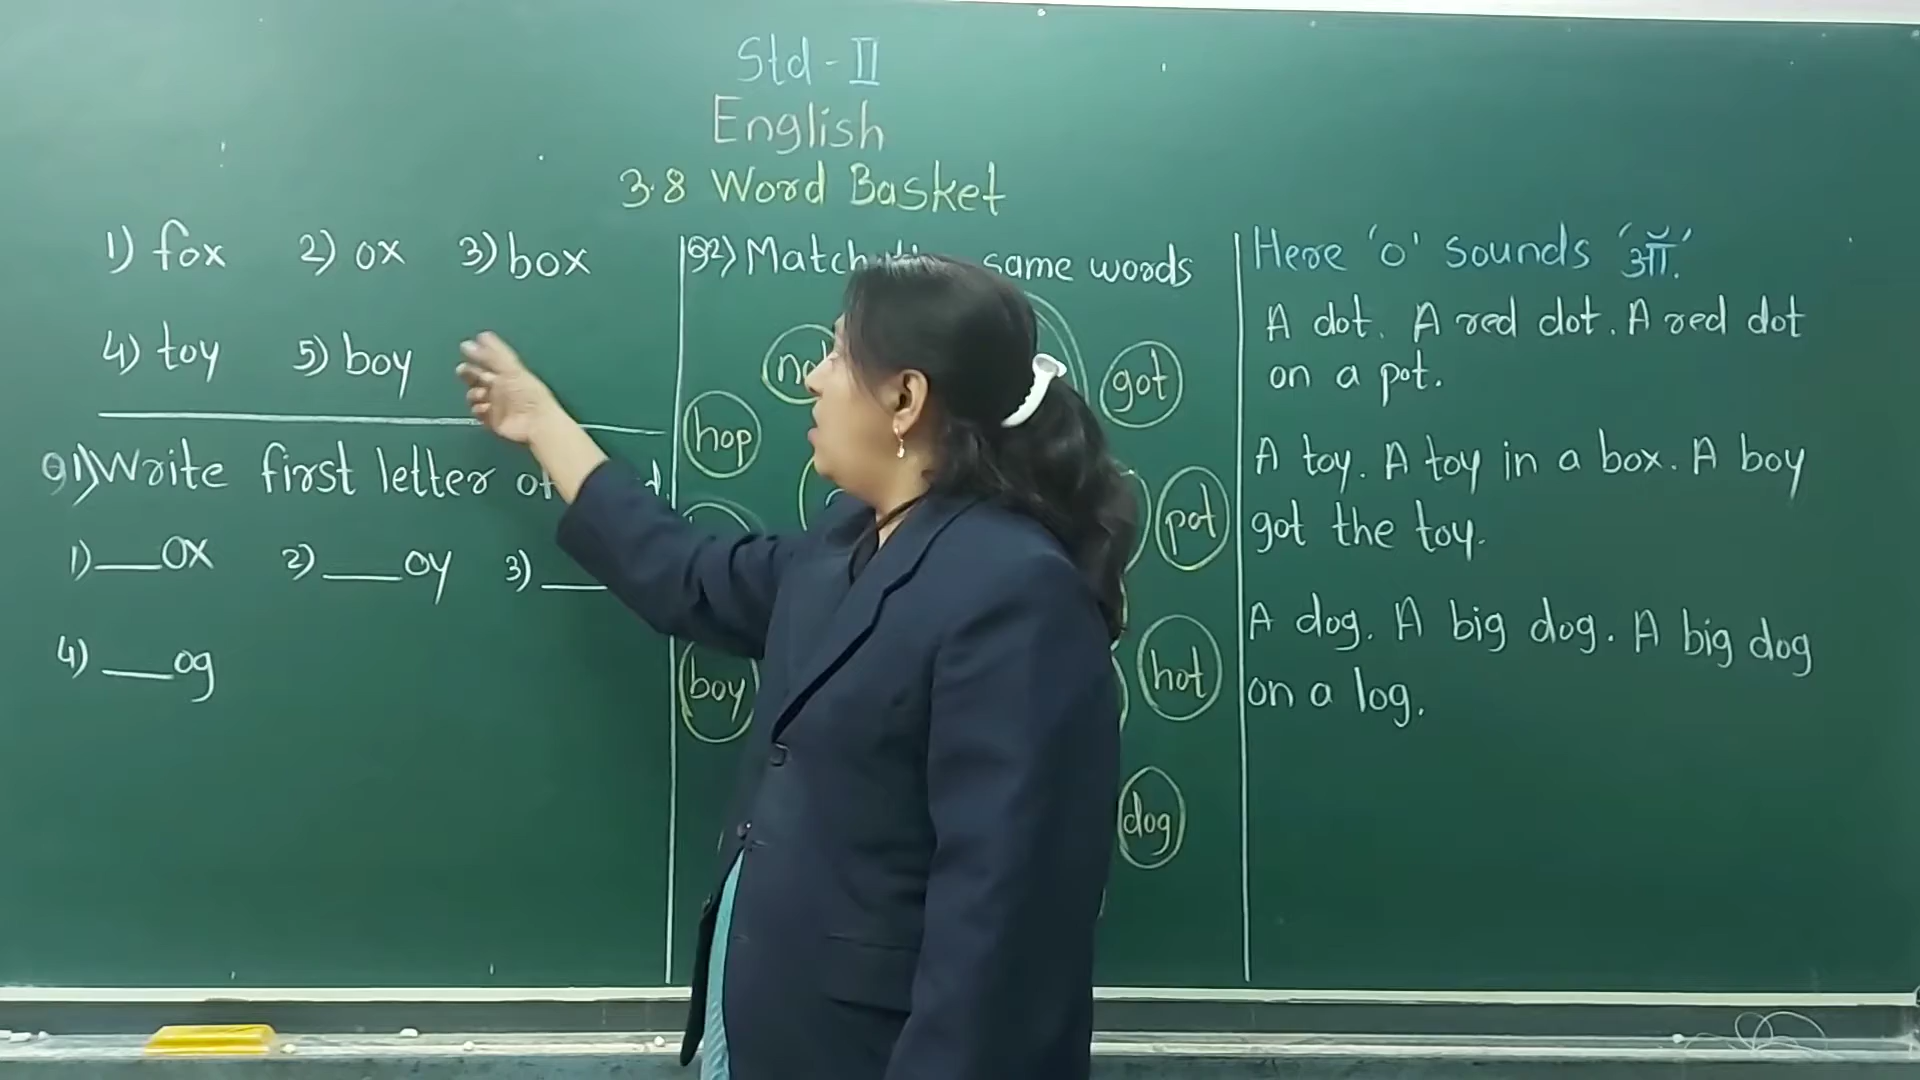 Std - II
English
3.8 Word Basket
1) fox 2) ox 3) box
4) toy 5) boy
Q1) Write first letter of
1) __ox 2) __oy 3) __
4) __og
Q2) Match same words
got
hop
pot
boy
hot
dog
Here 'o' sounds 'ऑ.'
A dot. A red dot. A red dot
on a pot.
A toy. A toy in a box. A boy
got the toy.
A dog. A big dog. A big dog
on a log.